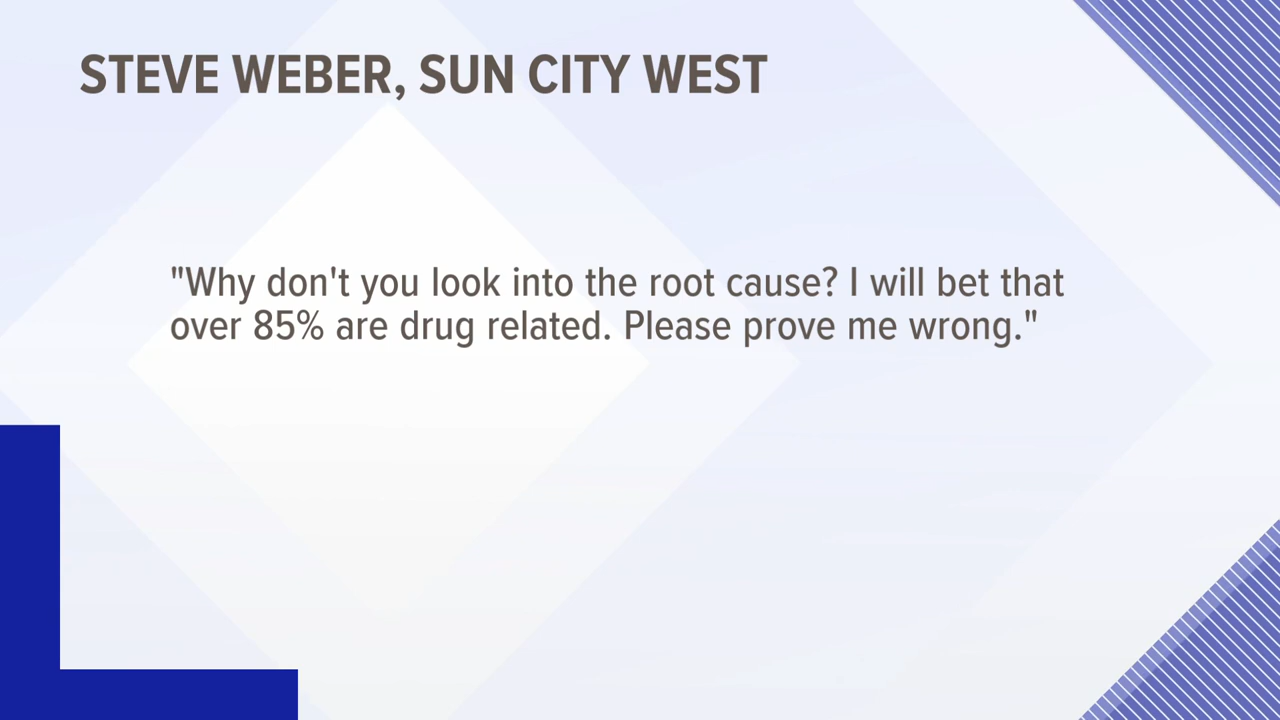 STEVE WEBER, SUN CITY WEST
"Why don't you look into the root cause? I will bet that
over 85% are drug related. Please prove me wrong."